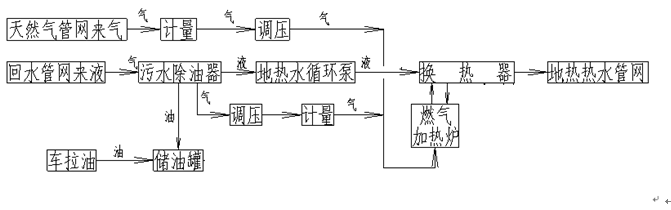 天然气管网来气 气 计量 气 调压 气
回水管网来液 气 污水除油器 液 地热水循环泵 液 换热器 地热热水管网
油 气 调压 气 计量 气 燃气加热炉
车拉油 油 储油罐